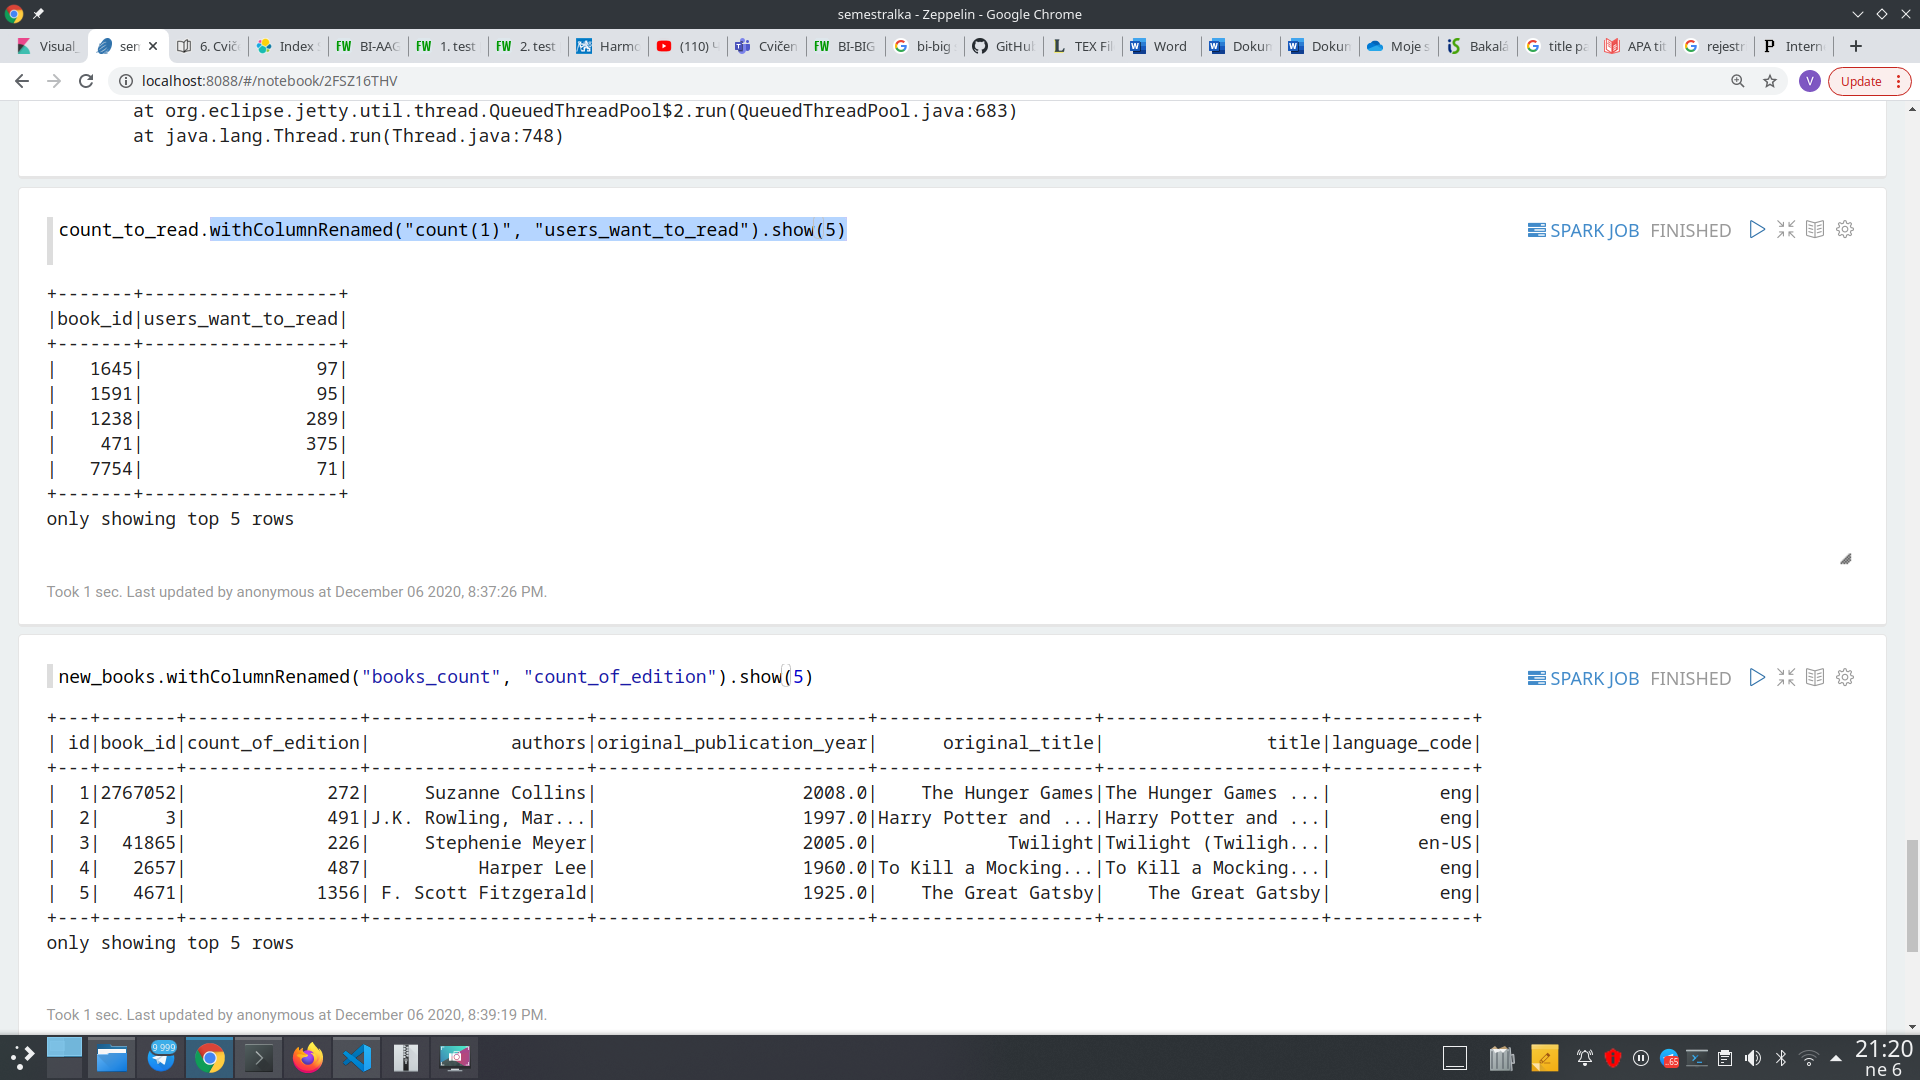 semestralka - Zeppelin - Google Chrome
Visual_ sem 6. Cvič Index FW BI-AAG FW 1. test FW 2. test Harmo (110) Cvičen FW BI-BIG bi-big GitHub TEX Fil Word Dokun Dokun Moje s Bakalá title pa APA tit rejestr Intern
localhost:8088/#/notebook/2FSZ16THV V Update
at org.eclipse.jetty.util.thread.QueuedThreadPool$2.run(QueuedThreadPool.java:683)
at java.lang.Thread.run(Thread.java:748)
count_to_read.withColumnRenamed("count(1)", "users_want_to_read").show(5) SPARK JOB FINISHED
+-------+------------------+
|book_id|users_want_to_read|
+-------+------------------+
|   1645|                97|
|   1591|                95|
|   1238|               289|
|    471|               375|
|   7754|                71|
+-------+------------------+
only showing top 5 rows
Took 1 sec. Last updated by anonymous at December 06 2020, 8:37:26 PM.
new_books.withColumnRenamed("books_count", "count_of_edition").show(5) SPARK JOB FINISHED
+---+-------+----------------+--------------------+-------------------------+--------------------+--------------------+-------------+
| id|book_id|count_of_edition|             authors|original_publication_year|      original_title|               title|language_code|
+---+-------+----------------+--------------------+-------------------------+--------------------+--------------------+-------------+
|  1|2767052|             272|     Suzanne Collins|                   2008.0|    The Hunger Games|The Hunger Games ...|          eng|
|  2|      3|             491|J.K. Rowling, Mar...|                   1997.0|Harry Potter and ...|Harry Potter and ...|          eng|
|  3|  41865|             226|     Stephenie Meyer|                   2005.0|            Twilight|Twilight (Twiligh...|        en-US|
|  4|   2657|             487|          Harper Lee|                   1960.0|To Kill a Mocking...|To Kill a Mocking...|          eng|
|  5|   4671|            1356| F. Scott Fitzgerald|                   1925.0|    The Great Gatsby|    The Great Gatsby|          eng|
+---+-------+----------------+--------------------+-------------------------+--------------------+--------------------+-------------+
only showing top 5 rows
Took 1 sec. Last updated by anonymous at December 06 2020, 8:39:19 PM.
9 999 65 21:20
ne 6